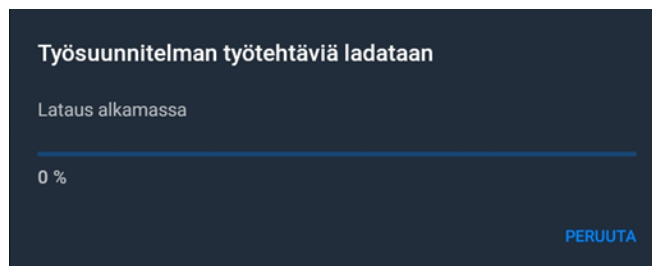 Työsuunnitelman työtehtäviä ladataan
Lataus alkamassa
0 %
PERUUTA